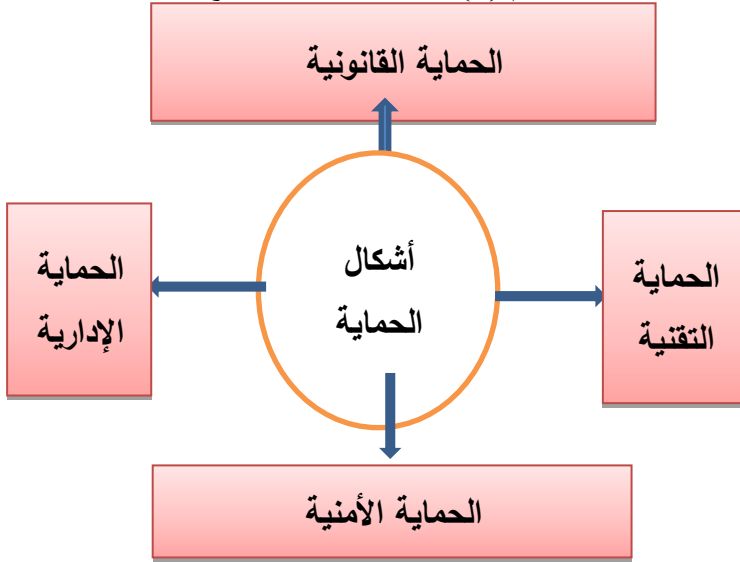 الحماية القانونية
أشكال
الحماية
الحماية
التقنية
الحماية
الإدارية
الحماية الأمنية